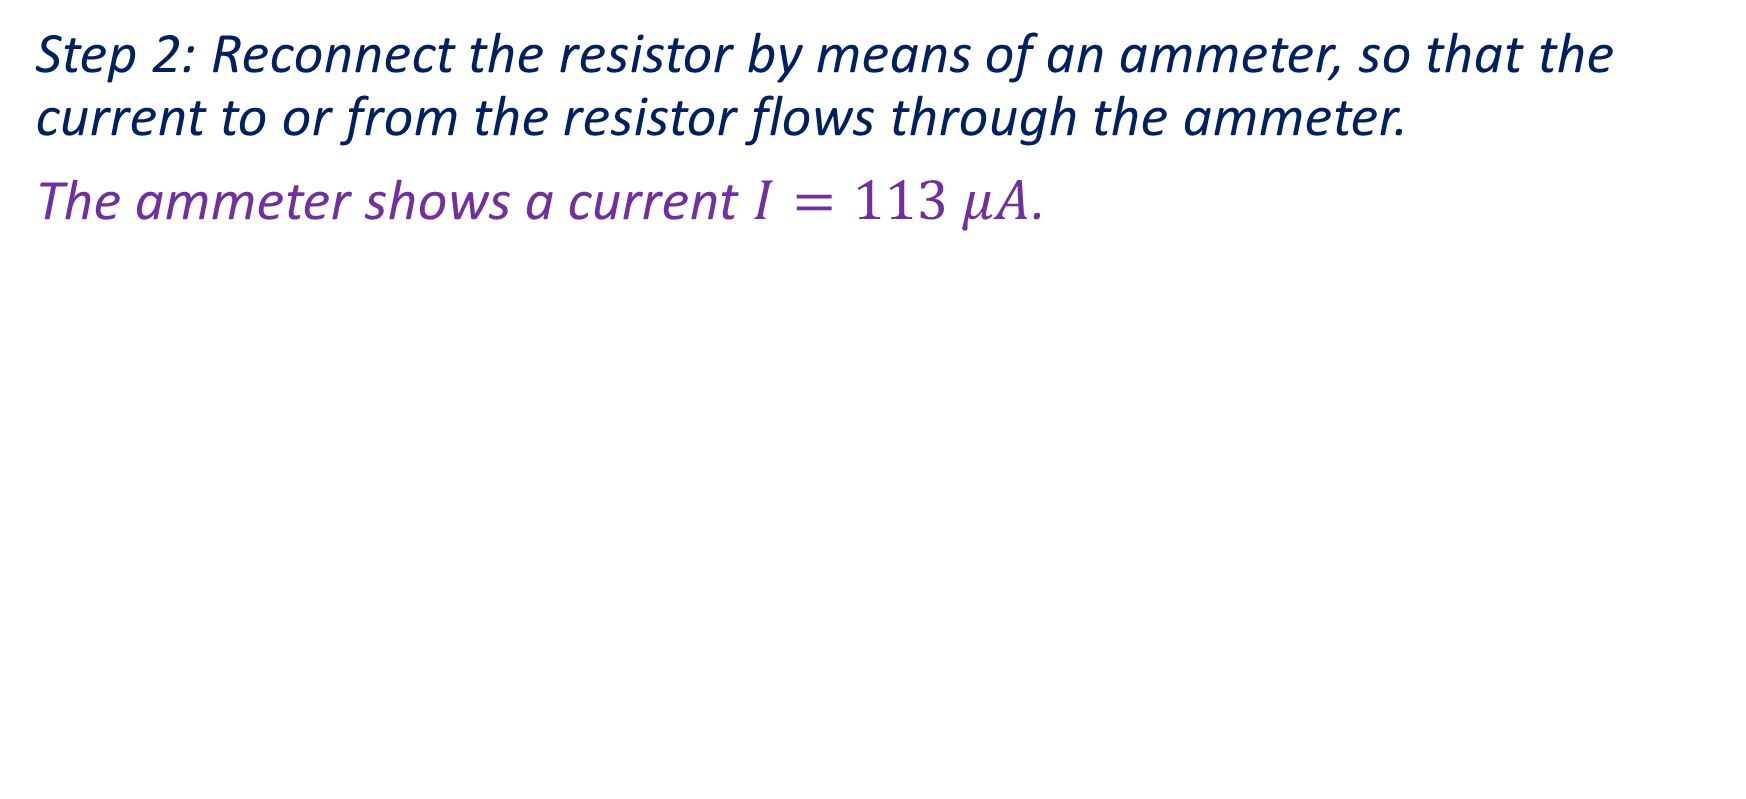 Step 2: Reconnect the resistor by means of an ammeter, so that the
current to or from the resistor flows through the ammeter.
The ammeter shows a current I = 113 μA.